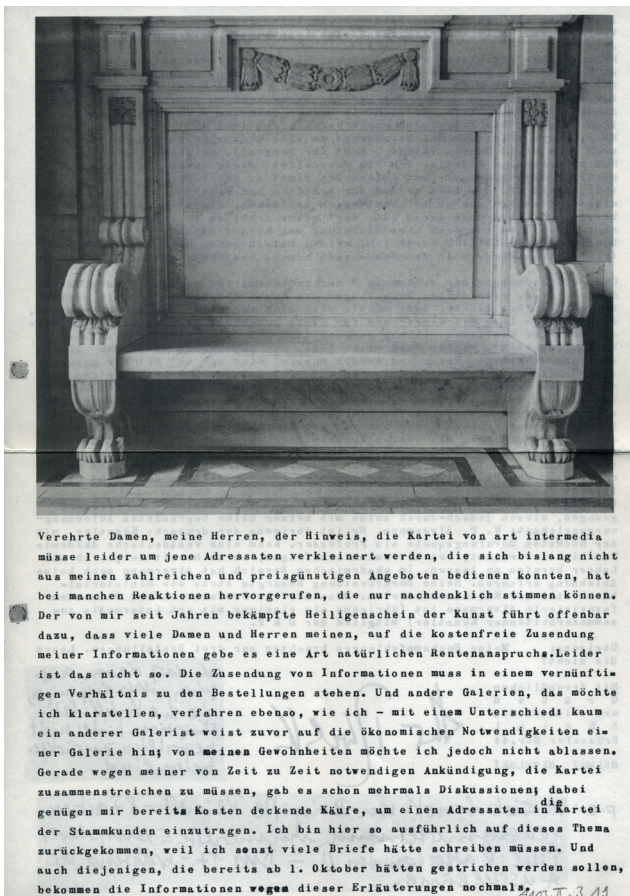 Verehrte Damen, meine Herren, der Hinweis, die Kartei von art intermedia
müsse leider um jene Adressaten verkleinert werden, die sich bislang nicht
aus meinen zahlreichen und preisgünstigen Angeboten bedienen konnten, hat
bei manchen Reaktionen hervorgerufen, die nur nachdenklich stimmen können.
Der von mir seit Jahren bekämpfte Heiligenschein der Kunst führt offenbar
dazu, dass viele Damen und Herren meinen, auf die kostenfreie Zusendung
meiner Informationen gebe es eine Art natürlichen Rentenanspruchs.Leider
ist das nicht so. Die Zusendung von Informationen muss in einem vernünfti-
gen Verhältnis zu den Bestellungen stehen. Und andere Galerien, das möchte
ich klarstellen, verfahren ebenso, wie ich - mit einem Unterschied: kaum
ein anderer Galerist weist zuvor auf die ökonomischen Notwendigkeiten ei-
ner Galerie hin; von meinen Gewohnheiten möchte ich jedoch nicht ablassen.
Gerade wegen meiner von Zeit zu Zeit notwendigen Ankündigung, die Kartei
zusammenstreichen zu müssen, gab es schon mehrmals Diskussionen; dabei
genügen mir bereits Kosten deckende Käufe, um einen Adressaten in die Kartei
der Stammkunden einzutragen. Ich bin hier so ausführlich auf dieses Thema
zurückgekommen, weil ich sonst viele Briefe hätte schreiben müssen. Und
auch diejenigen, die bereits ab 1. Oktober hätten gestrichen werden sollen,
bekommen die Informationen wegen dieser Erläuterungen nochmals.